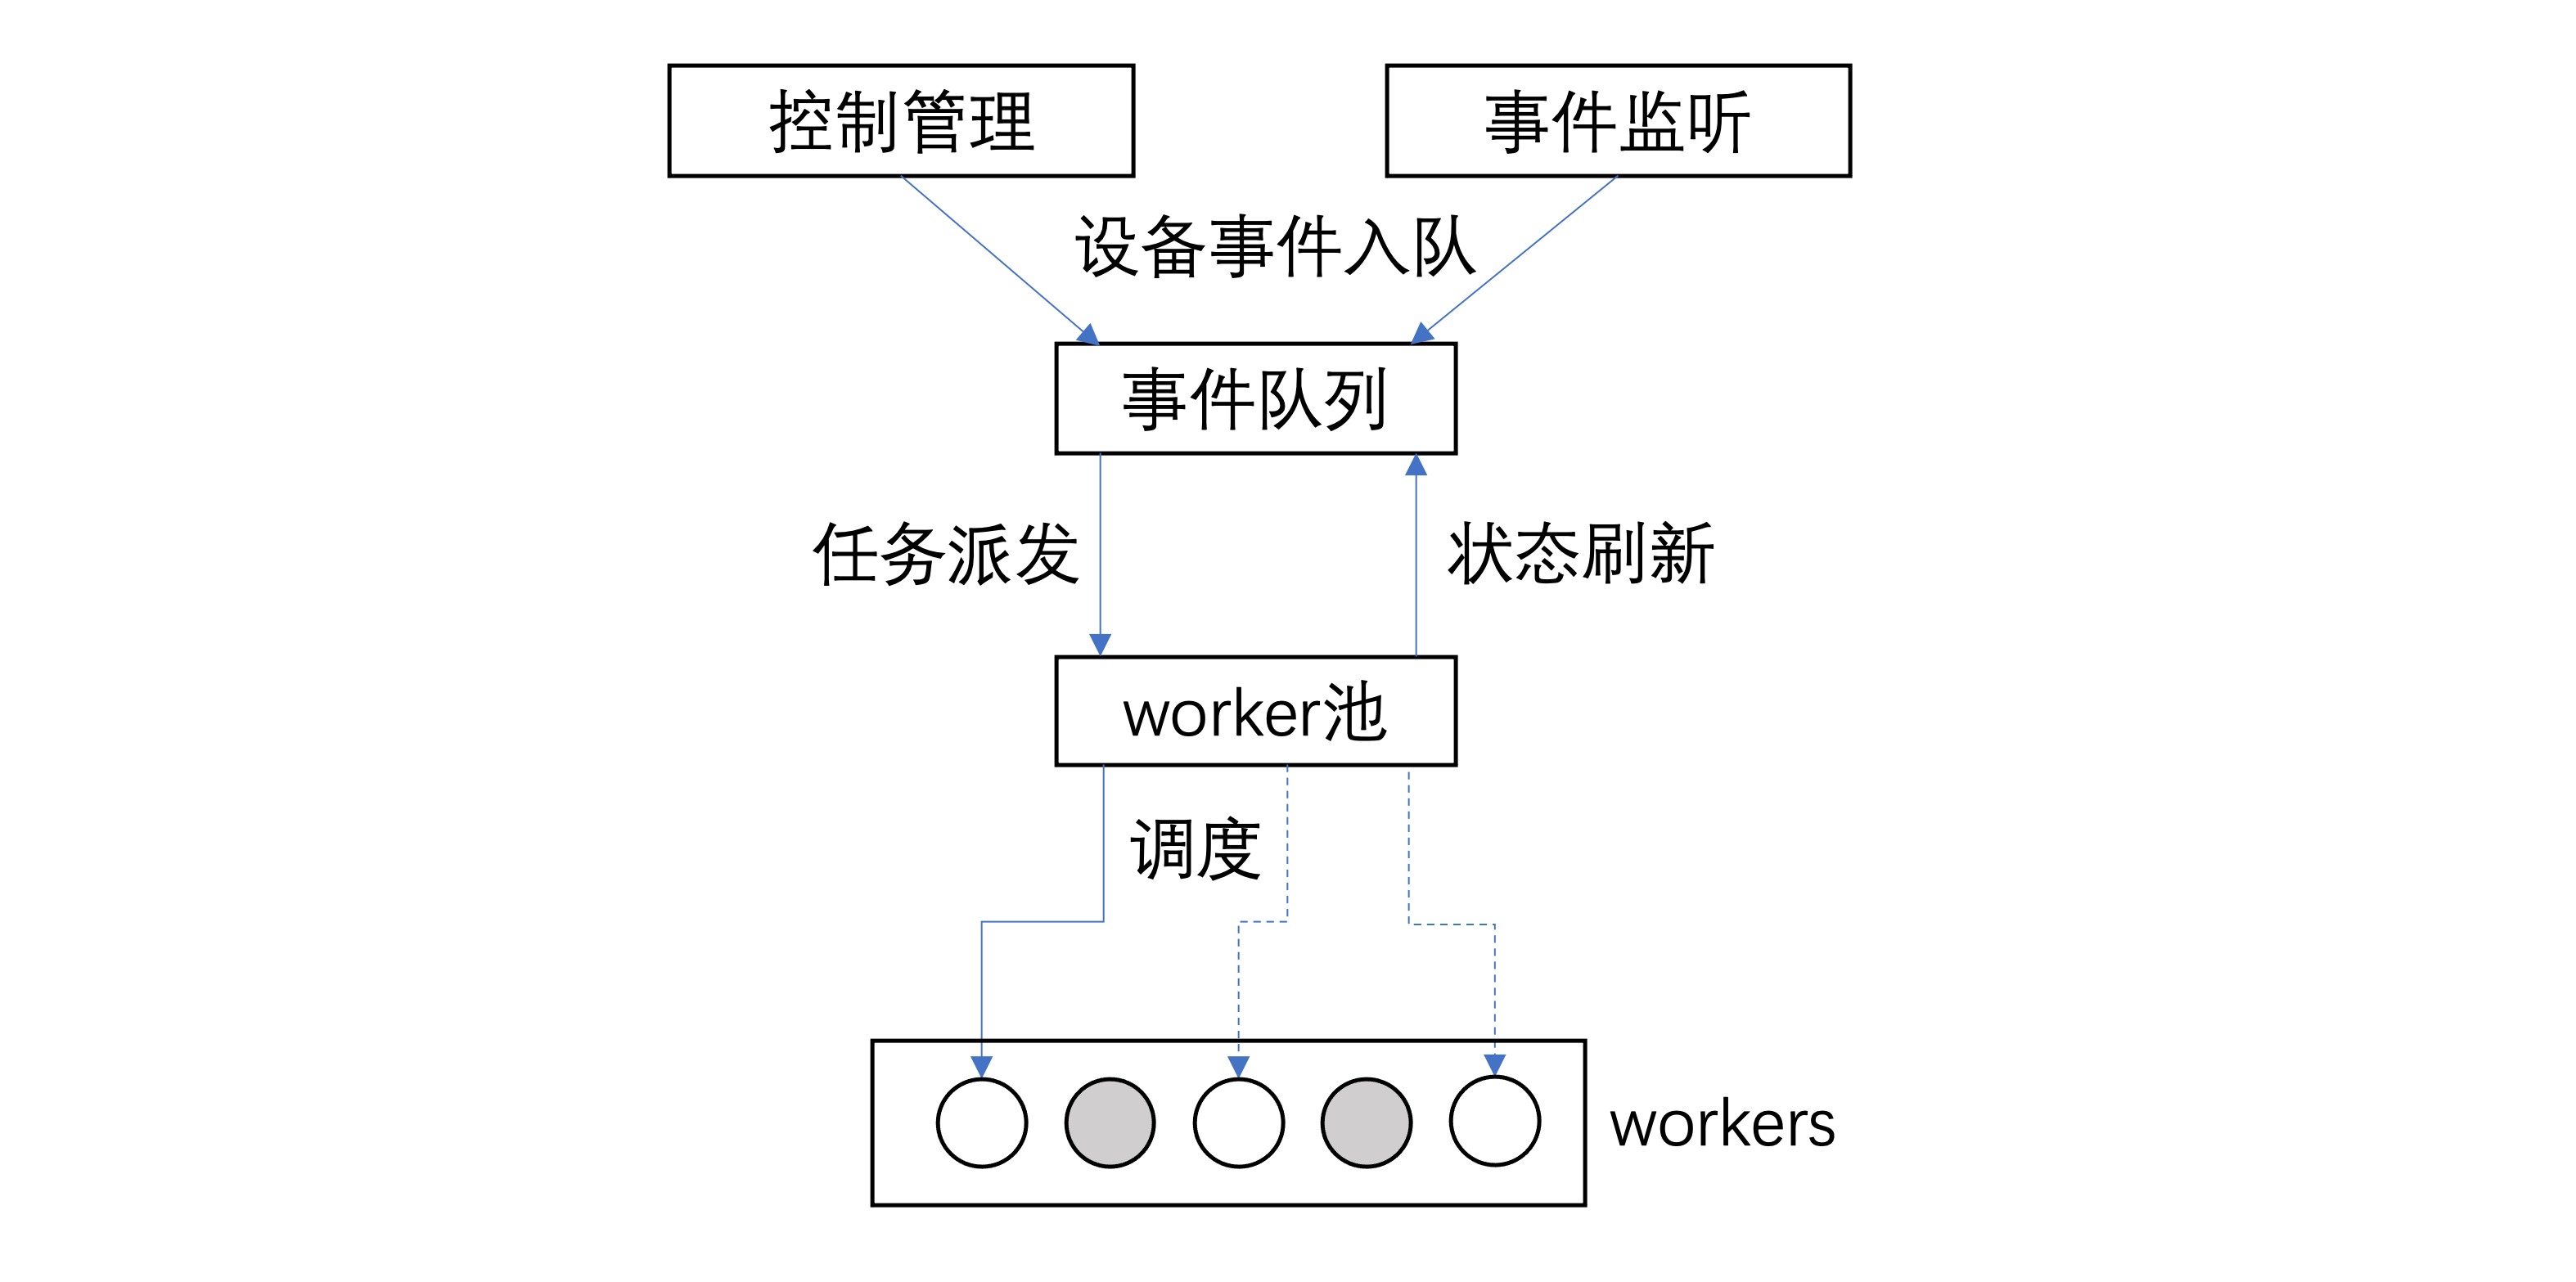 控制管理
事件监听
设备事件入队
事件队列
任务派发
状态刷新
worker池
调度
workers